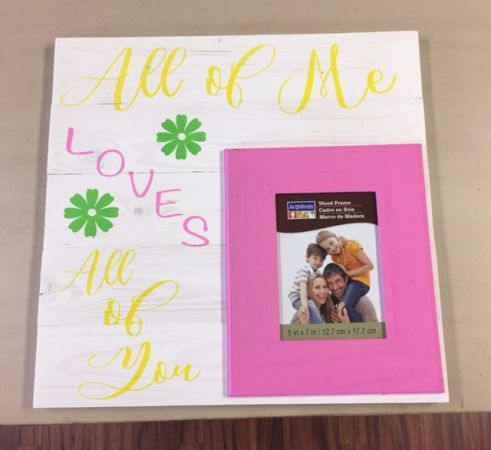 All of Me
LOVES
All
of
You
ArtMinds
Wood Frame
Cadre en Bois
Marco de Madera
5 in x 7 in / 12.7 cm x 17.7 cm